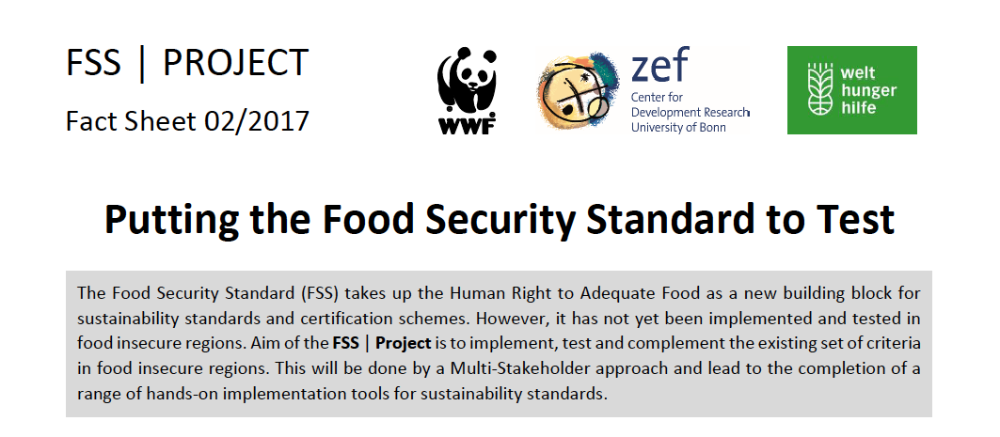 FSS | PROJECT
Fact Sheet 02/2017
WWF
zef
Center for
Development Research
University of Bonn
welt
hunger
hilfe
Putting the Food Security Standard to Test
The Food Security Standard (FSS) takes up the Human Right to Adequate Food as a new building block for
sustainability standards and certification schemes. However, it has not yet been implemented and tested in
food insecure regions. Aim of the FSS | Project is to implement, test and complement the existing set of criteria
in food insecure regions. This will be done by a Multi-Stakeholder approach and lead to the completion of a
range of hands-on implementation tools for sustainability standards.